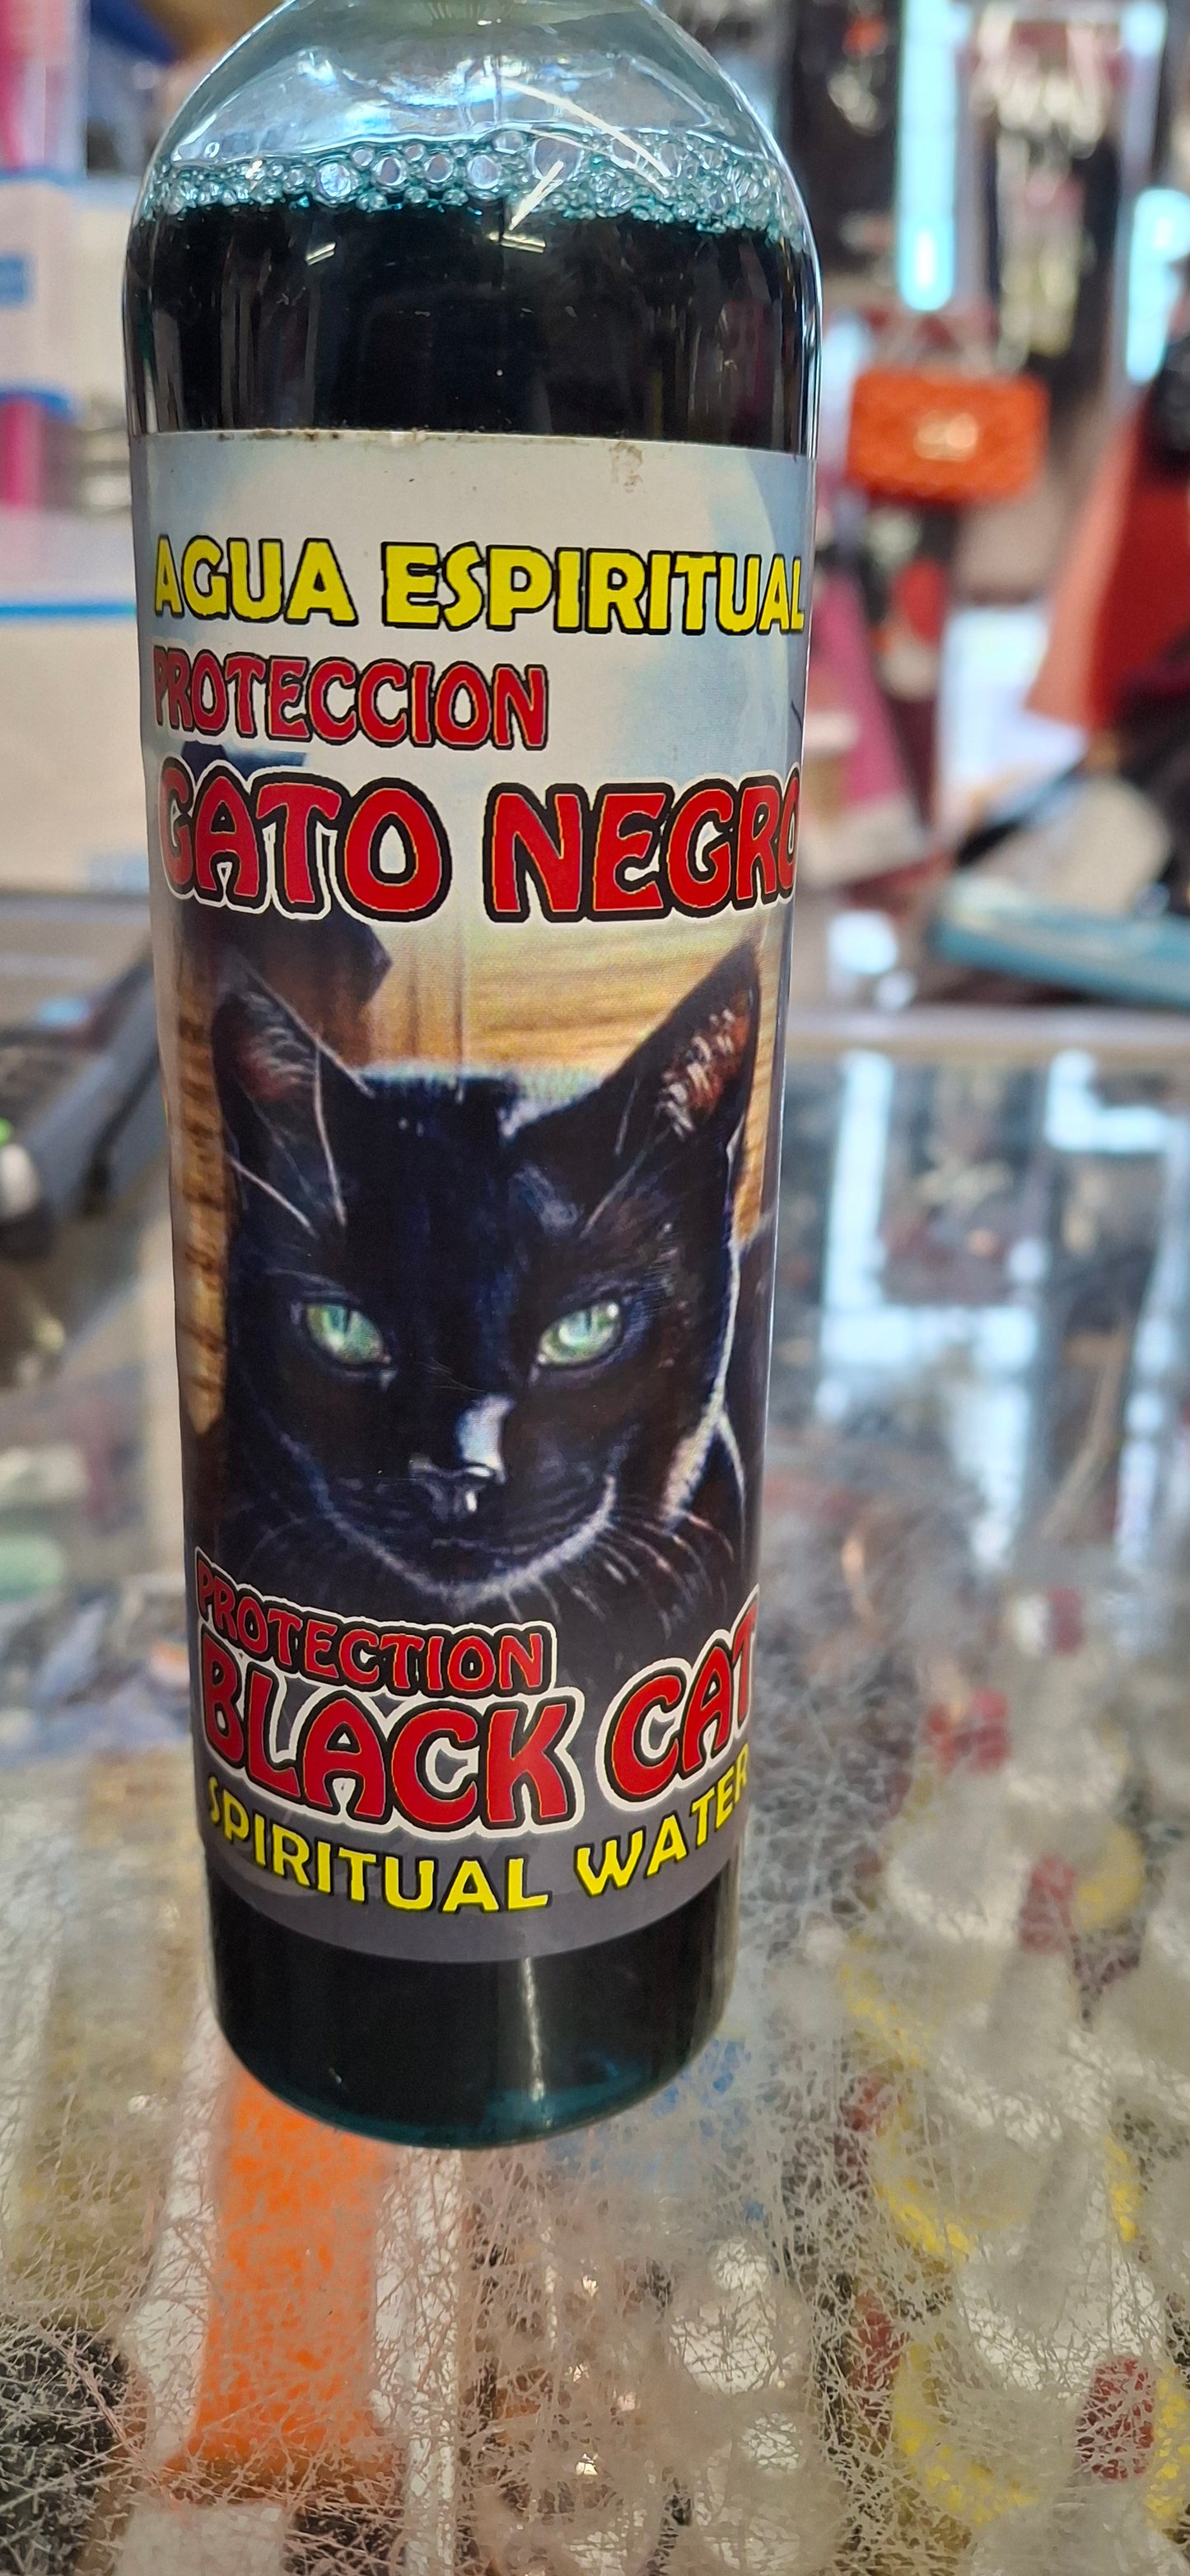 AGUA ESPIRITUAL
PROTECCION
GATO NEGRO
PROTECTION
BLACK CAT
SPIRITUAL WATER